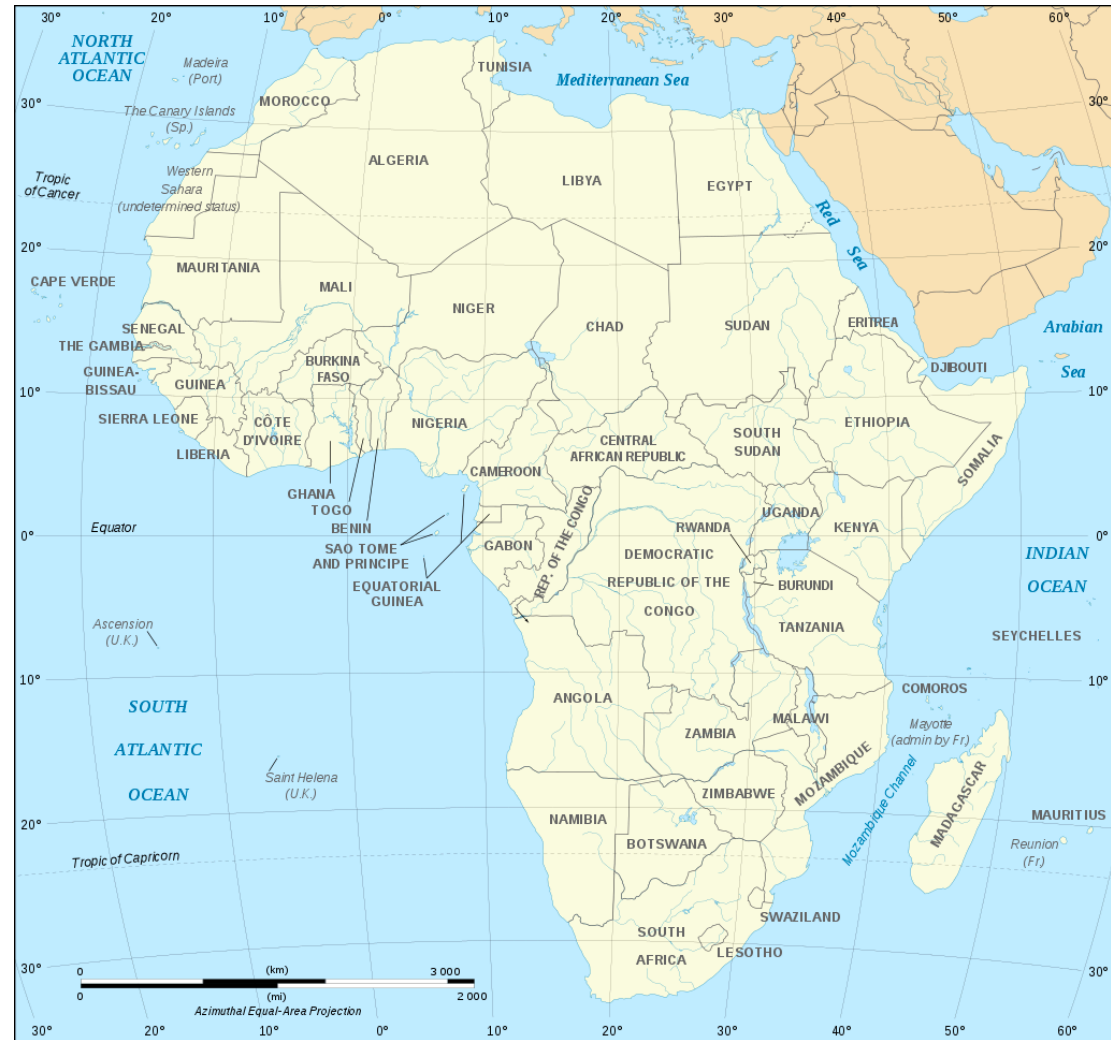 30°
20°
10°
0°
10°
20°
30°
40°
50°
60°
NORTH
ATLANTIC
OCEAN
Madeira
(Port)
TUNISIA
Mediterranean Sea
30°
MOROCCO
30°
The Canary Islands
(Sp.)
ALGERIA
LIBYA
EGYPT
Western
Sahara
(undetermined status)
Tropic
of Cancer
Red
Sea
20°
20°
MAURITANIA
CAPE VERDE
MALI
NIGER
CHAD
SUDAN
ERITREA
Arabian
Sea
SENEGAL
THE GAMBIA
GUINEA-
BISSAU
GUINEA
BURKINA
FASO
DJIBOUTI
10°
10°
SIERRA LEONE
CÔTE
D'IVOIRE
NIGERIA
ETHIOPIA
LIBERIA
CENTRAL
AFRICAN REPUBLIC
SOUTH
SUDAN
SOMALIA
CAMEROON
GHANA
TOGO
BENIN
Equator
UGANDA
KENYA
RWANDA
0°
0°
SAO TOME
AND PRINCIPE
GABON
REP. OF THE CONGO
DEMOCRATIC
REPUBLIC OF THE
CONGO
INDIAN
OCEAN
EQUATORIAL
GUINEA
BURUNDI
TANZANIA
Ascension
(U.K.)
SEYCHELLES
10°
10°
SOUTH
ATLANTIC
OCEAN
ANGOLA
COMOROS
ZAMBIA
MALAWI
Mayotte
(admin by Fr.)
Saint Helena
(U.K.)
MOZAMBIQUE
ZIMBABWE
Mozambique Channel
MADAGASCAR
MAURITIUS
20°
20°
NAMIBIA
BOTSWANA
Reunion
(Fr.)
Tropic of Capricorn
SWAZILAND
SOUTH
AFRICA
LESOTHO
30°
30°
0
(km)
3 000
0
(mi)
2 000
Azimuthal Equal-Area Projection
30°
20°
10°
0°
10°
20°
30°
40°
50°
60°